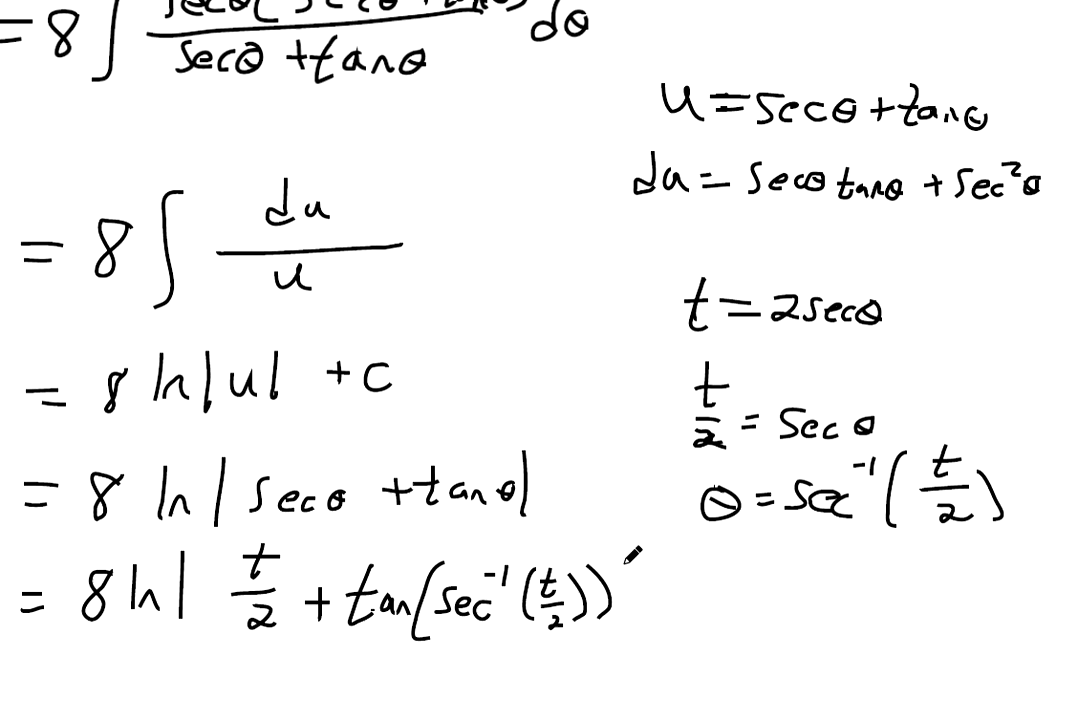 = 8 ∫ secθ( secθ + tanθ) / secθ + tanθ dθ
u = secθ + tanθ
du = secθ tanθ + sec²θ
= 8 ∫ du / u
t = 2secθ
= 8 ln|u| + c
t/2 = secθ
= 8 ln | secθ + tanθ|
θ = sec⁻¹ ( t/2 )
= 8 ln | t/2 + tan(sec⁻¹ (t/2))